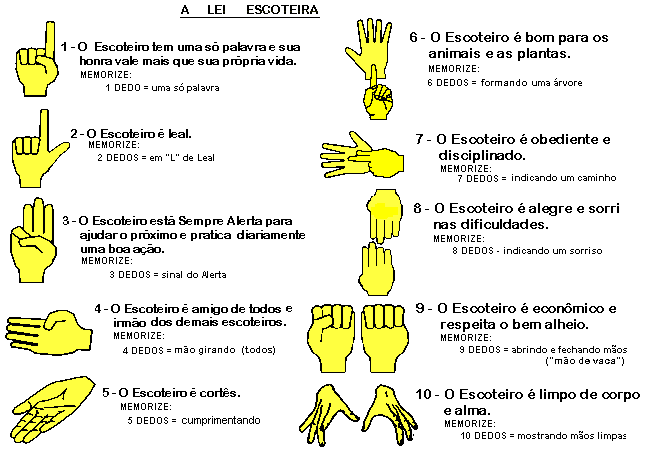 A LEI ESCOTEIRA
1 - O Escoteiro tem uma só palavra e sua
honra vale mais que sua própria vida.
MEMORIZE:
1 DEDO = uma só palavra
2 - O Escoteiro é leal.
MEMORIZE:
2 DEDOS = em "L" de Leal
3 - O Escoteiro está Sempre Alerta para
ajudar o próximo e pratica diariamente
uma boa ação.
MEMORIZE:
3 DEDOS = sinal do Alerta
4 - O Escoteiro é amigo de todos e
irmão dos demais escoteiros.
MEMORIZE:
4 DEDOS = mão girando (todos)
5 - O Escoteiro é cortês.
MEMORIZE:
5 DEDOS = cumprimentando
6 - O Escoteiro é bom para os
animais e as plantas.
MEMORIZE:
6 DEDOS = formando uma árvore
7 - O Escoteiro é obediente e
disciplinado.
MEMORIZE:
7 DEDOS = indicando um caminho
8 - O Escoteiro é alegre e sorri
nas dificuldades.
MEMORIZE:
8 DEDOS - indicando um sorriso
9 - O Escoteiro é econômico e
respeita o bem alheio.
MEMORIZE:
9 DEDOS = abrindo e fechando mãos
("mão de vaca")
10 - O Escoteiro é limpo de corpo
e alma.
MEMORIZE:
10 DEDOS = mostrando mãos limpas